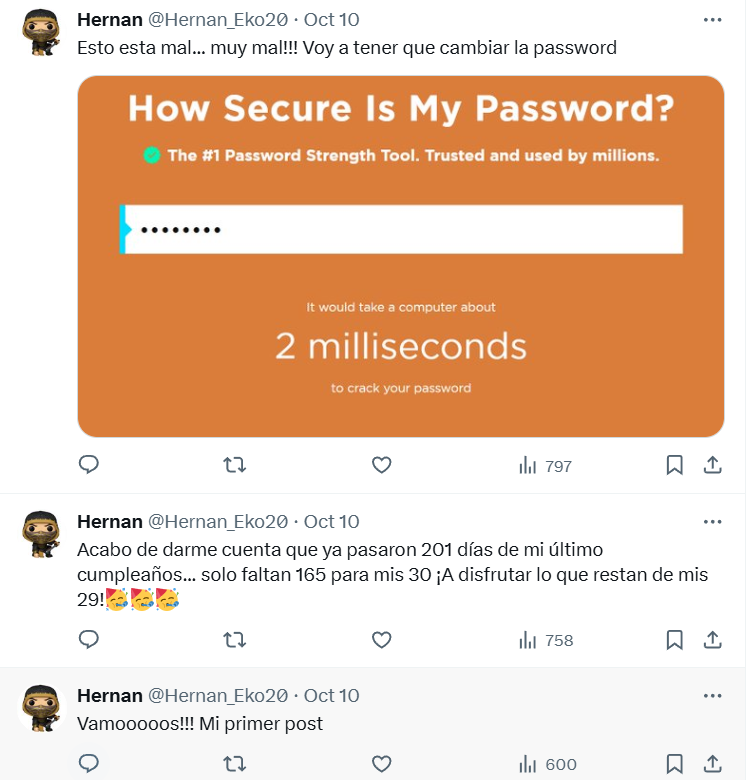 Hernan @Hernan_Eko20 · Oct 10
Esto esta mal... muy mal!!! Voy a tener que cambiar la password
How Secure Is My Password?
The #1 Password Strength Tool. Trusted and used by millions.
••••••••
It would take a computer about
2 milliseconds
to crack your password
797
Hernan @Hernan_Eko20 · Oct 10
Acabo de darme cuenta que ya pasaron 201 días de mi último
cumpleaños... solo faltan 165 para mis 30 ¡A disfrutar lo que restan de mis
29!🥳🥳🥳
758
Hernan @Hernan_Eko20 · Oct 10
Vamooooos!!! Mi primer post
600